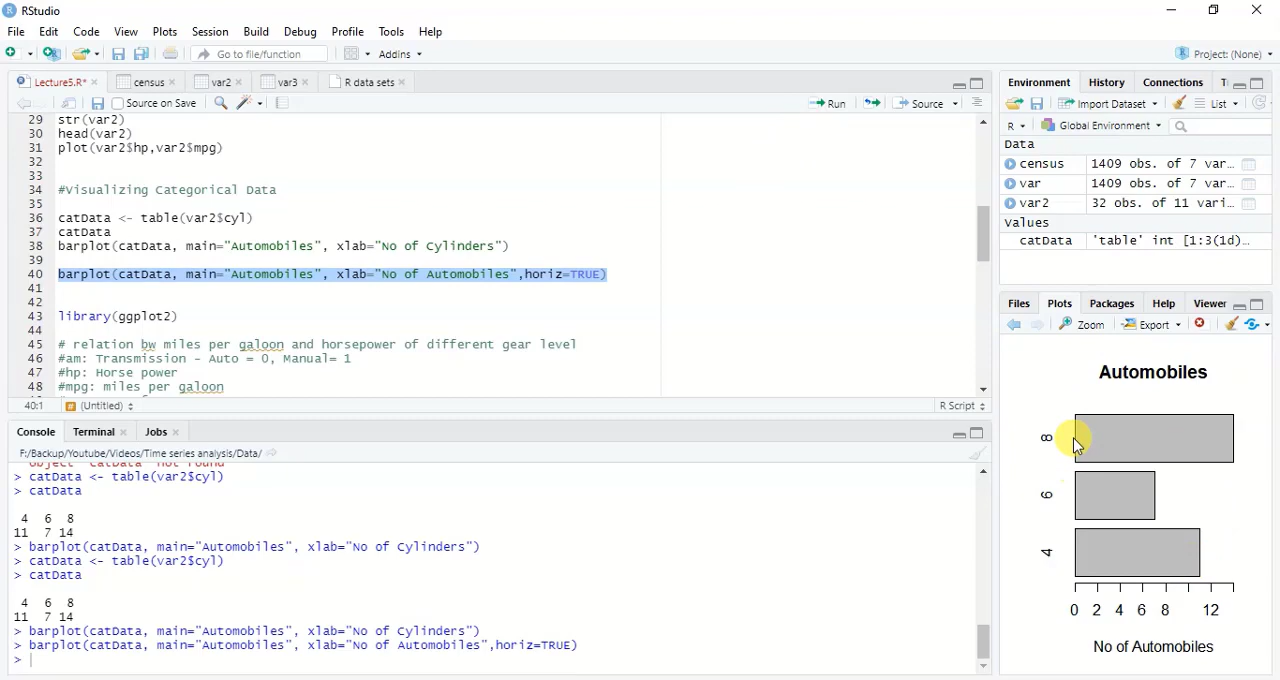 RStudio
File Edit Code View Plots Session Build Debug Profile Tools Help
Go to file/function Addins Project: (None)
Lecture5.R* census var2 var3 R data sets
Source on Save Run Source
29 str(var2)
30 head(var2)
31 plot(var2$hp,var2$mpg)
32
33
34 #Visualizing Categorical Data
35
36 catData <- table(var2$cyl)
37 catData
38 barplot(catData, main="Automobiles", xlab="No of Cylinders")
39
40 barplot(catData, main="Automobiles", xlab="No of Automobiles",horiz=TRUE)
41
42
43 library(ggplot2)
44
45 # relation bw miles per galoon and horsepower of different gear level
46 #am: Transmission - Auto = 0, Manual= 1
47 #hp: Horse power
48 #mpg: miles per galoon
40:1 (Untitled) R Script
Console Terminal Jobs
F:/Backup/Youtube/Videos/Time series analysis/Data/
object 'catData' not found
> catData <- table(var2$cyl)
> catData
4 6 8
11 7 14
> barplot(catData, main="Automobiles", xlab="No of Cylinders")
> catData <- table(var2$cyl)
> catData
4 6 8
11 7 14
> barplot(catData, main="Automobiles", xlab="No of Cylinders")
> barplot(catData, main="Automobiles", xlab="No of Automobiles",horiz=TRUE)
>
Environment History Connections
Import Dataset List
R Global Environment
Data
census 1409 obs. of 7 var…
var 1409 obs. of 7 var…
var2 32 obs. of 11 vari…
Values
catData 'table' int [1:3(1d)…
Files Plots Packages Help Viewer
Zoom Export
Automobiles
8
6
4
0 2 4 6 8 12
No of Automobiles